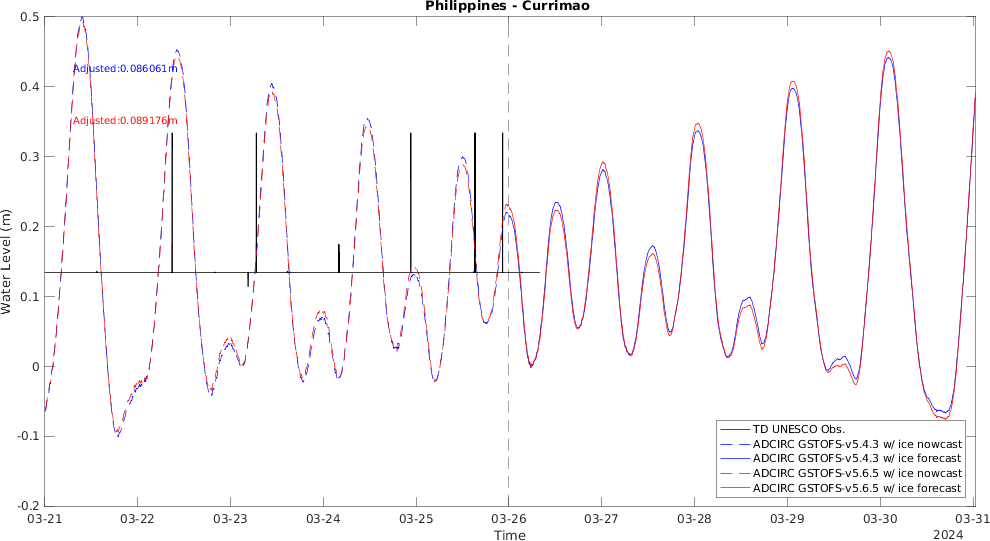 Philippines - Currimao
0.5
0.4
0.3
0.2
0.1
0
-0.1
-0.2
Water Level (m)
Adjusted:0.086061m
Adjusted:0.089176m
TD UNESCO Obs.
ADCIRC GSTOFS-v5.4.3 w/ ice nowcast
ADCIRC GSTOFS-v5.4.3 w/ ice forecast
ADCIRC GSTOFS-v5.6.5 w/ ice nowcast
ADCIRC GSTOFS-v5.6.5 w/ ice forecast
03-21 03-22 03-23 03-24 03-25 03-26 03-27 03-28 03-29 03-30 03-31
Time
2024